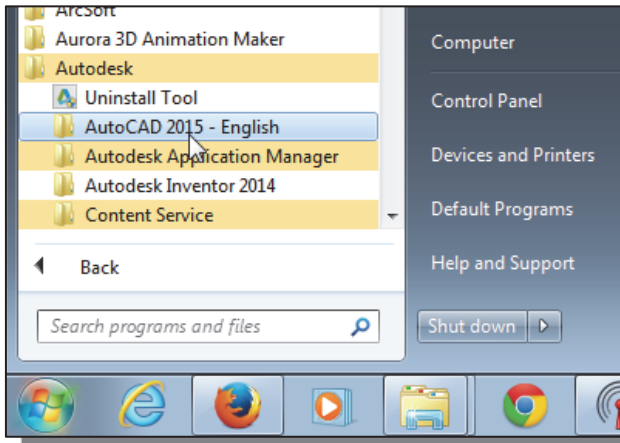 ArcSoft
Aurora 3D Animation Maker
Autodesk
Uninstall Tool
AutoCAD 2015 - English
Autodesk Application Manager
Autodesk Inventor 2014
Content Service
Back
Search programs and files
Computer
Control Panel
Devices and Printers
Default Programs
Help and Support
Shut down